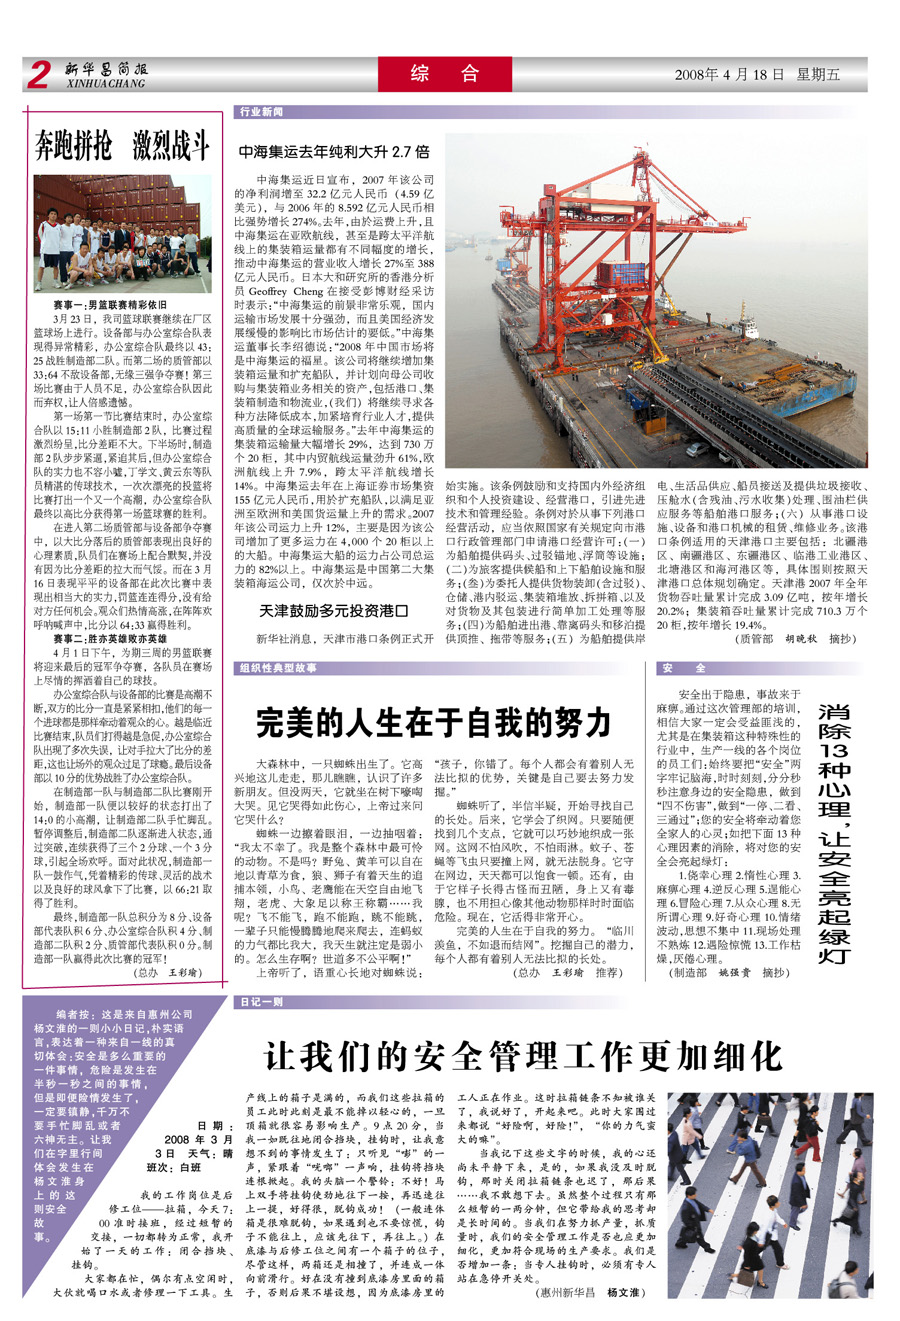 2 新华昌简报
XINHUACHANG
综 合
2008年 4 月 18 日 星期五
奔跑拼抢 激烈战斗
赛事一：男篮联赛精彩依旧
3月 23 日，我司篮球联赛继续在厂区
篮球场上进行。设备部与办公室综合队表
现得异常精彩，办公室综合队最终以 43:
25 战胜制造部二队。而第二场的质管部以
33:64 不敌设备部,无缘三强争夺赛！第三
场比赛由于人员不足，办公室综合队因此
而弃权,让人倍感遗憾。
第一场第一节比赛结束时，办公室综
合队以 15:11 小胜制造部 2 队，比赛过程
激烈纷呈,比分差距不大。下半场时,制造
部 2 队步步紧逼,紧追其后,但办公室综合
队的实力也不容小嘘,丁学文、黄云东等队
员精湛的传球技术，一次次漂亮的投篮将
比赛打出一个又一个高潮，办公室综合队
最终以高比分获得第一场篮球赛的胜利。
在进入第二场质管部与设备部争夺赛
中，以大比分落后的质管部表现出良好的
心理素质,队员们在赛场上配合默契,并没
有因为比分差距的拉大而气馁。而在 3 月
16 日表现平平的设备部在此次比赛中表
现出相当大的实力,罚篮连连得分,没有给
对方任何机会。观众们热情高涨,在阵阵欢
呼呐喊声中,比分以 64:33 赢得胜利。
赛事二：胜亦英雄败亦英雄
4 月 1 日下午，为期三周的男篮联赛
将迎来最后的冠军争夺赛，各队员在赛场
上尽情的挥洒着自己的球技。
办公室综合队与设备部的比赛是高潮不
断,双方的比分一直是紧紧相扣,他们的每一
个进球都是那样牵动着观众的心。越是临近
比赛结束,队员们打得越是急促,办公室综合
队出现了多次失误，让对手拉大了比分的差
距,这也让场外的观众过足了球瘾。最后设备
部以 10 分的优势战胜了办公室综合队。
在制造部一队与制造部二队比赛刚开
始，制造部一队便以较好的状态打出了
14:0 的小高潮，让制造部二队手忙脚乱。
暂停调整后,制造部二队逐渐进入状态,通
过突破,连续获得了三个 2 分球、一个 3 分
球,引起全场欢呼。面对此状况,制造部一
队一鼓作气,凭着精彩的传球、灵活的战术
以及良好的球风拿下了比赛，以 66:21 取
得了胜利。
最终,制造部一队总积分为 8 分、设备
部代表队积 6 分、办公室综合队积 4 分、制
造部二队积 2 分、质管部代表队积 0 分。制
造部一队赢得此次比赛的冠军！
（总办 王彩瑜）
行业新闻
中海集运去年纯利大升 2.7 倍
中海集运近日宣布，2007 年该公司
的净利润增至 32.2 亿元人民币（4.59 亿
美元），与 2006 年的 8.592 亿元人民币相
比强势增长 274%。去年,由於运费上升,且
中海集运在亚欧航线，甚至是跨太平洋航
线上的集装箱运量都有不同幅度的增长，
推动中海集运的营业收入增长 27%至 388
亿元人民币。日本大和研究所的香港分析
员 Geoffrey Cheng 在接受彭博财经采访
时表示：“中海集运的前景非常乐观，国内
运输市场发展十分强劲，而且美国经济发
展缓慢的影响比市场估计的要低。”中海集
运董事长李绍德说：“2008 年中国市场将
是中海集运的福星。该公司将继续增加集
装箱运量和扩充船队，并计划向母公司收
购与集装箱业务相关的资产,包括港口、集
装箱制造和物流业,(我们）将继续寻求各
种方法降低成本,加紧培育行业人才,提供
高质量的全球运输服务。”去年中海集运的
集装箱运输量大幅增长 29%，达到 730 万
个 20 柜，其中内贸航线运量劲升 61%,欧
洲航线上升 7.9%，跨太平洋航线增长
14%。中海集运去年在上海证券市场集资
155 亿元人民币,用於扩充船队,以满足亚
洲至欧洲和美国货运量上升的需求。2007
年该公司运力上升 12%，主要是因为该公
司增加了更多运力在 4,000 个 20 柜以上
的大船。中海集运大船的运力占公司总运
力的 82%以上。中海集运是中国第二大集
装箱海运公司，仅次於中远。
天津鼓励多元投资港口
新华社消息，天津市港口条例正式开
始实施。该条例鼓励和支持国内外经济组
织和个人投资建设、经营港口，引进先进
技术和管理经验。条例对於从事下列港口
经营活动，应当依照国家有关规定向市港
口行政管理部门申请港口经营许可：(一)
为船舶提供码头、过驳锚地、浮筒等设施；
(二)为旅客提供候船和上下船舶设施和服
务；(叁)为委托人提供货物装卸(含过驳)、
仓储、港内驳运、集装箱堆放、拆拼箱、以及
对货物及其包装进行简单加工处理等服
务；(四)为船舶进出港、靠离码头和移泊提
供顶推、拖带等服务；(五）为船舶提供岸
电、生活品供应、船员接送及提供垃圾接收、
压舱水(含残油、污水收集)处理、围油栏供
应服务等船舶港口服务；(六）从事港口设
施、设备和港口机械的租赁、维修业务。该港
口条例适用的天津港口主要包括：北疆港
区、南疆港区、东疆港区、临港工业港区、
北塘港区和海河港区等，具体围则按照天
津港口总体规划确定。天津港 2007 年全年
货物吞吐量累计完成 3.09 亿吨，按年增长
20.2%；集装箱吞吐量累计完成 710.3 万个
20 柜,按年增长 19.4%。
（质管部 胡晓秋 摘抄）
组织性典型故事
完美的人生在于自我的努力
大森林中，一只蜘蛛出生了。它高
兴地这儿走走，那儿瞧瞧，认识了许多
新朋友。但没两天，它就坐在树下嚎啕
大哭。见它哭得如此伤心，上帝过来问
它哭什么？
蜘蛛一边擦着眼泪，一边抽咽着：
“我太不幸了。我是整个森林中最可怜
的动物。不是吗？野兔、黄羊可以自在
地以青草为食，狼、狮子有着天生的追
捕本领，小鸟、老鹰能在天空自由地飞
翔，老虎、大象足以称王称霸……我
呢？飞不能飞，跑不能跑，跳不能跳，
一辈子只能慢腾腾地爬来爬去，连蚂蚁
的力气都比我大，我天生就注定是弱小
的。怎么生存啊？世道多不公平啊！”
上帝听了，语重心长地对蜘蛛说：
“孩子，你错了。每个人都会有着别人无
法比拟的优势，关键是自己要去努力发
掘。”
蜘蛛听了，半信半疑，开始寻找自己
的长处。后来，它学会了织网。只要随便
找到几个支点，它就可以巧妙地织成一张
网。这网不怕风吹，不怕雨淋。蚊子、苍
蝇等飞虫只要撞上网，就无法脱身。它守
在网边，天天都可以饱食一顿。还有，由
于它样子长得古怪而丑陋，身上又有毒
腺，也不用担心像其他动物那样时时面临
危险。现在，它活得非常开心。
完美的人生在于自我的努力。“临川
羡鱼，不如退而结网”。挖掘自己的潜力，
每个人都有着别人无法比拟的长处。
（总办 王彩瑜 推荐）
安 全
消除13种心理，让安全亮起绿灯
安全出于隐患，事故来于
麻痹。通过这次管理部的培训，
相信大家一定会受益匪浅的，
尤其是在集装箱这种特殊性的
行业中，生产一线的各个岗位
的员工们;始终要把“安全”两
字牢记脑海,时时刻刻,分分秒
秒注意身边的安全隐患，做到
“四不伤害”,做到“一停、二看、
三通过”;您的安全将牵动着您
全家人的心灵;如把下面 13 种
心理因素的消除，将对您的安
全会亮起绿灯：
1.侥幸心理 2.惰性心理 3.
麻痹心理 4.逆反心理 5.逞能心
理 6.冒险心理 7.从众心理 8.无
所谓心理 9.好奇心理 10.情绪
波动,思想不集中 11.现场处理
不熟炼 12.遇险惊慌 13.工作枯
燥,厌倦心理。
（制造部 姚强贵 摘抄）
编者按：这是来自惠州公司
杨文淮的一则小小日记,朴实语
言,表达着一种来自一线的真
切体会:安全是多么重要的
一件事情，危险是发生在
半秒一秒之间的事情，
但是即便险情发生了，
一定要镇静,千万不
要手忙脚乱或者
六神无主。让我
们在字里行间
体会发生在
杨文淮身
上的这
则安全
故
事。
日记一则
让我们的安全管理工作更加细化
日 期 ：
2008 年 3 月
3 日 天气：晴
班次：白班
我的工作岗位是后
修工位——拉箱，今天7:
00 准时接班，经过短暂的
交接，一切都转为正常，我开
始了一天的工作：闭合挡块、
挂钩。
大家都在忙，偶尔有点空闲时，
大伙就喝口水或者修理一下工具。生
产线上的箱子是满的，而我们这些拉箱的
员工此时此刻是最不能掉以轻心的，一旦
顶箱就很容易影响生产。9 点 20 分，当
我一如既往地闭合挡块，挂钩时，让我意
想不到的事情发生了：只听见“嘭”的一
声，紧跟着“咣啷”一声响，挂钩将挡块
连根掀起。我的头脑一个警铃：不好！马
上双手将挂钩使劲地往下一按，再迅速往
上一提，好得很，脱钩成功！（一般连体
箱是很难脱钩，如果遇到也不要惊慌，钩
子不能往上，应该先往下，再往上。）在
底漆与后修工位之间有一个箱子的位子，
尽管这样，两箱还是相撞了，并连成一体
向前滑行。好在没有撞到底漆房里面的箱
子，否则后果不堪设想，因为底漆房里的
工人正在作业。这时拉箱链条不知被谁关
了，我说好了，开起来吧。此时大家围过
来都说“好险啊，好险！”，“你的力气蛮
大的嘛”。
当我记下这些文字的时候，我的心还
尚未平静下来，是的，如果我没及时脱
钩，那时关闭拉箱链条也迟了，那后果
……我不敢想下去。虽然整个过程只有那
么短暂的一两分钟，但它带给我的思考却
是长时间的。当我们在努力抓产量，抓质
量时，我们的安全管理工作是否也应更加
细化，更加符合现场的生产要求。我们是
否增加一条：当专人挂钩时，必须有专人
站在急停开关处。
（惠州新华昌 杨文淮）